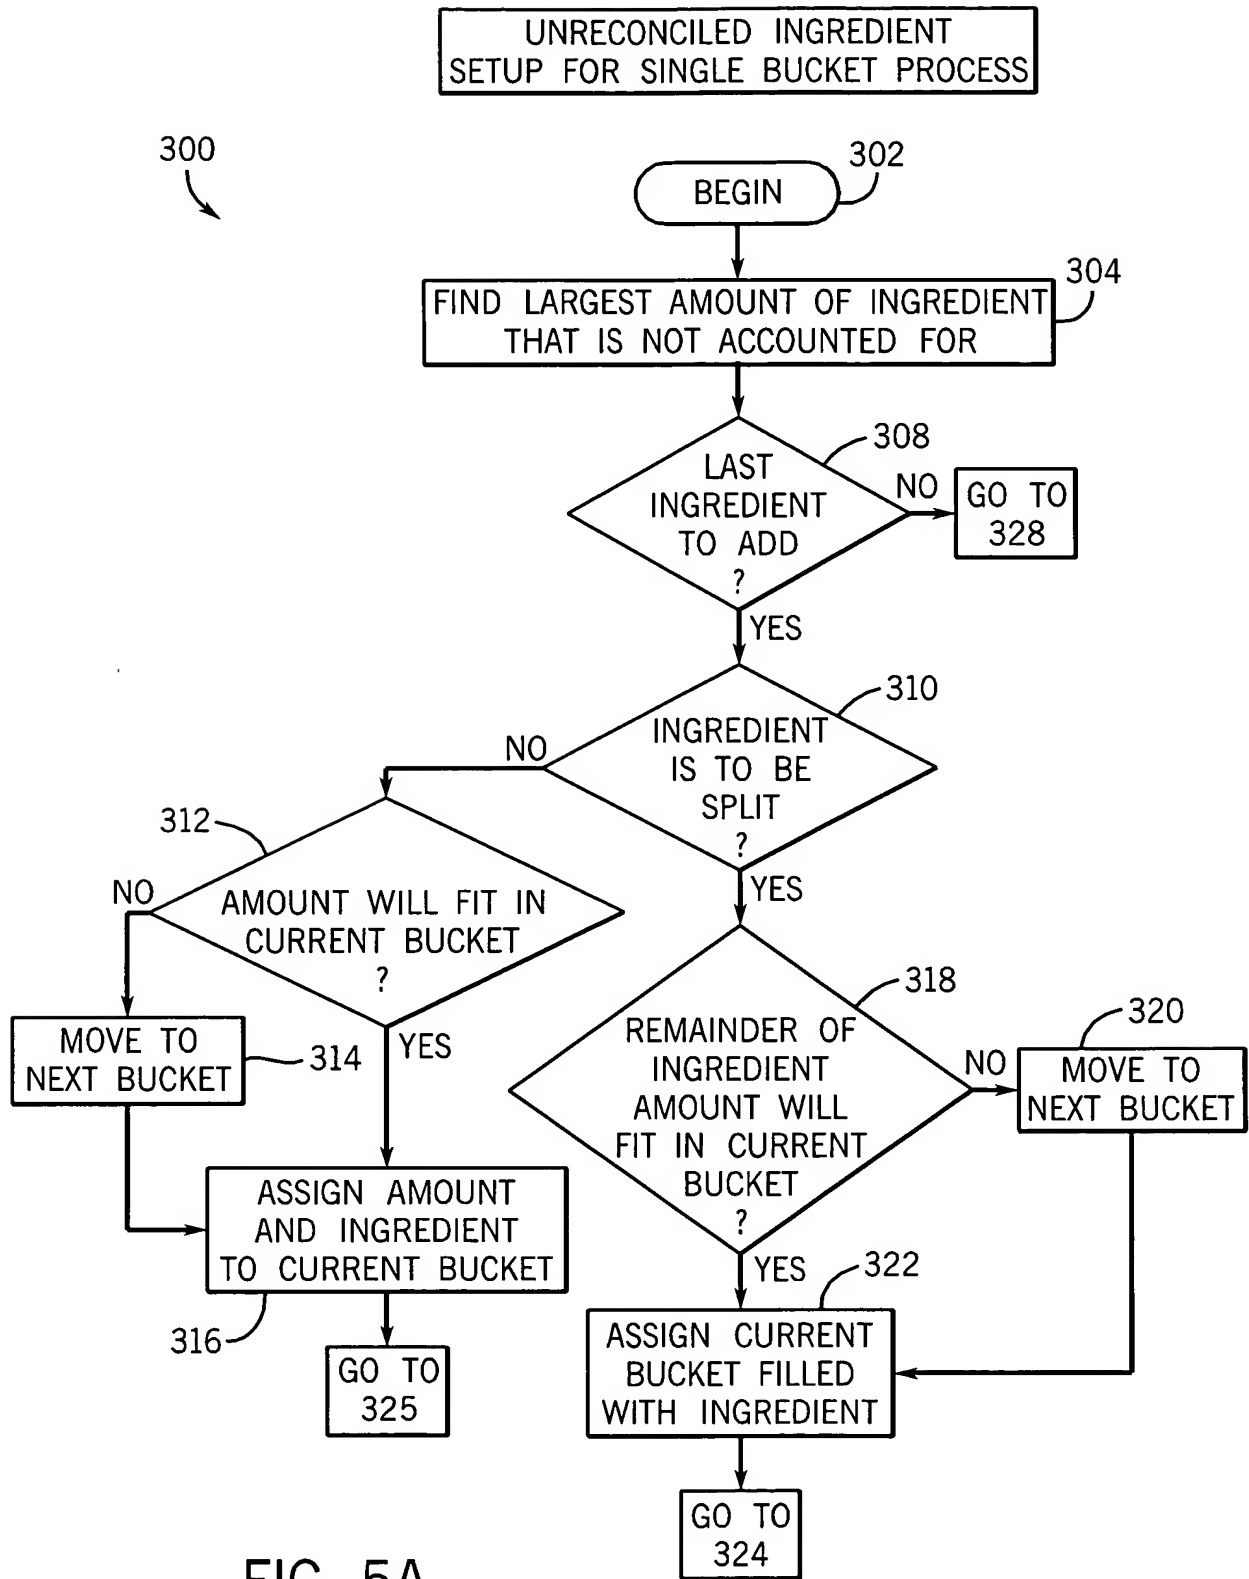 UNRECONCILED INGREDIENT
SETUP FOR SINGLE BUCKET PROCESS
300
302
BEGIN
304
FIND LARGEST AMOUNT OF INGREDIENT
THAT IS NOT ACCOUNTED FOR
308
LAST
INGREDIENT
TO ADD
?
NO
GO TO
328
YES
310
INGREDIENT
IS TO BE
SPLIT
?
NO
YES
312
AMOUNT WILL FIT IN
CURRENT BUCKET
?
NO
YES
MOVE TO
NEXT BUCKET
314
318
REMAINDER OF
INGREDIENT
AMOUNT WILL
FIT IN CURRENT
BUCKET
?
NO
320
MOVE TO
NEXT BUCKET
YES
ASSIGN AMOUNT
AND INGREDIENT
TO CURRENT BUCKET
316
GO TO
325
322
ASSIGN CURRENT
BUCKET FILLED
WITH INGREDIENT
GO TO
324
FIG. 5A